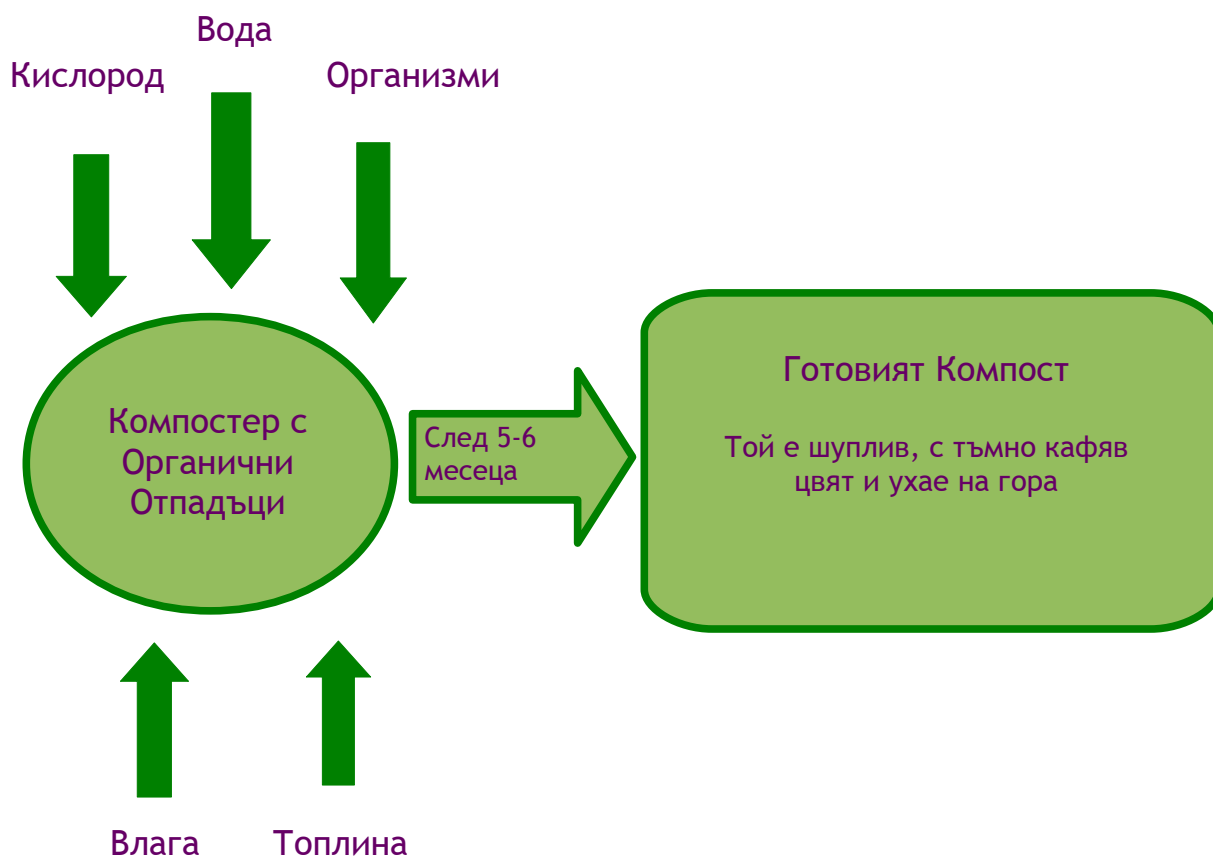 Вода
Кислород
Организми
Компостер с
Органични
Отпадъци
След 5-6
месеца
Готовият Компост
Той е шуплив, с тъмно кафяв
цвят и ухае на гора
Влага
Топлина